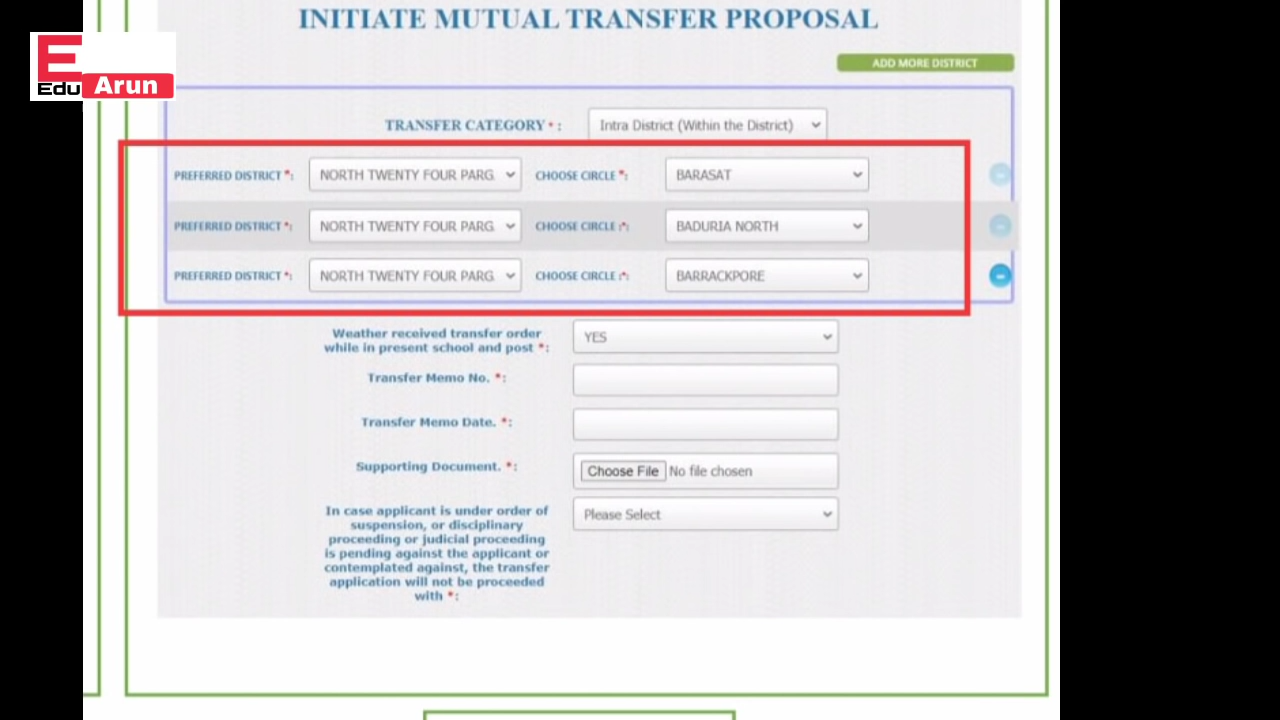 INITIATE MUTUAL TRANSFER PROPOSAL
E
Edu Arun
ADD MORE DISTRICT
TRANSFER CATEGORY * : Intra District (Within the District)
PREFERRED DISTRICT *: NORTH TWENTY FOUR PARG CHOOSE CIRCLE *: BARASAT
PREFERRED DISTRICT *: NORTH TWENTY FOUR PARG CHOOSE CIRCLE :*: BADURIA NORTH
PREFERRED DISTRICT *: NORTH TWENTY FOUR PARG CHOOSE CIRCLE :*: BARRACKPORE
Weather received transfer order
while in present school and post *:
YES
Transfer Memo No. *:
Transfer Memo Date. *:
Supporting Document. *: Choose File No file chosen
In case applicant is under order of
suspension, or disciplinary
proceeding or judicial proceeding
is pending against the applicant or
contemplated against, the transfer
application will not be proceeded
with *:
Please Select